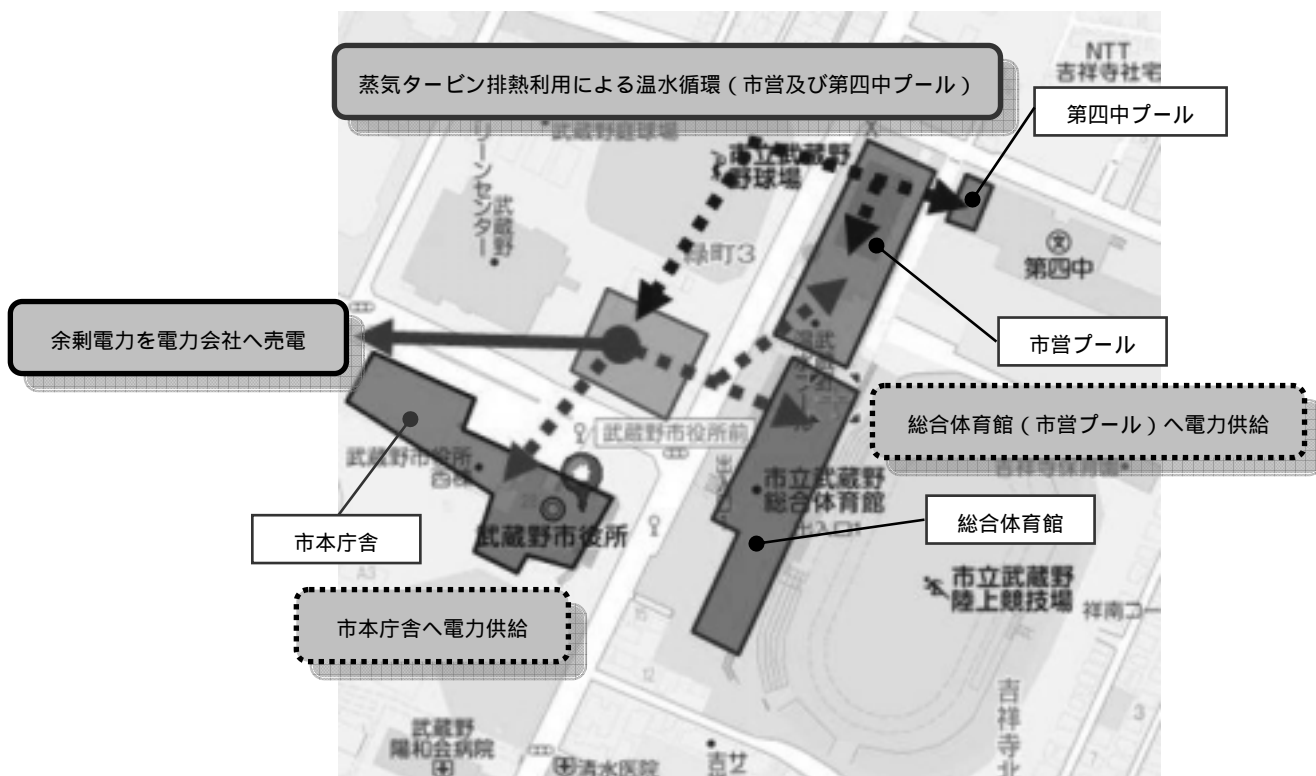 NTT
吉祥寺社宅
蒸気タービン排熱利用による温水循環(市営及び第四中プール)
第四中プール
武蔵野庭球場
市立武蔵野
野球場
リーンセンター
武蔵野
緑町3
第四中
余剰電力を電力会社へ売電
市営プール
総合体育館(市営プール)へ電力供給
武蔵野市役所前
武蔵野市役所
市立武蔵野
総合体育館
総合体育館
市本庁舎
武蔵野市役所
市立武蔵野
陸上競技場
市本庁舎へ電力供給
12
3
吉祥寺北
武蔵野
陽和会病院
清水医院